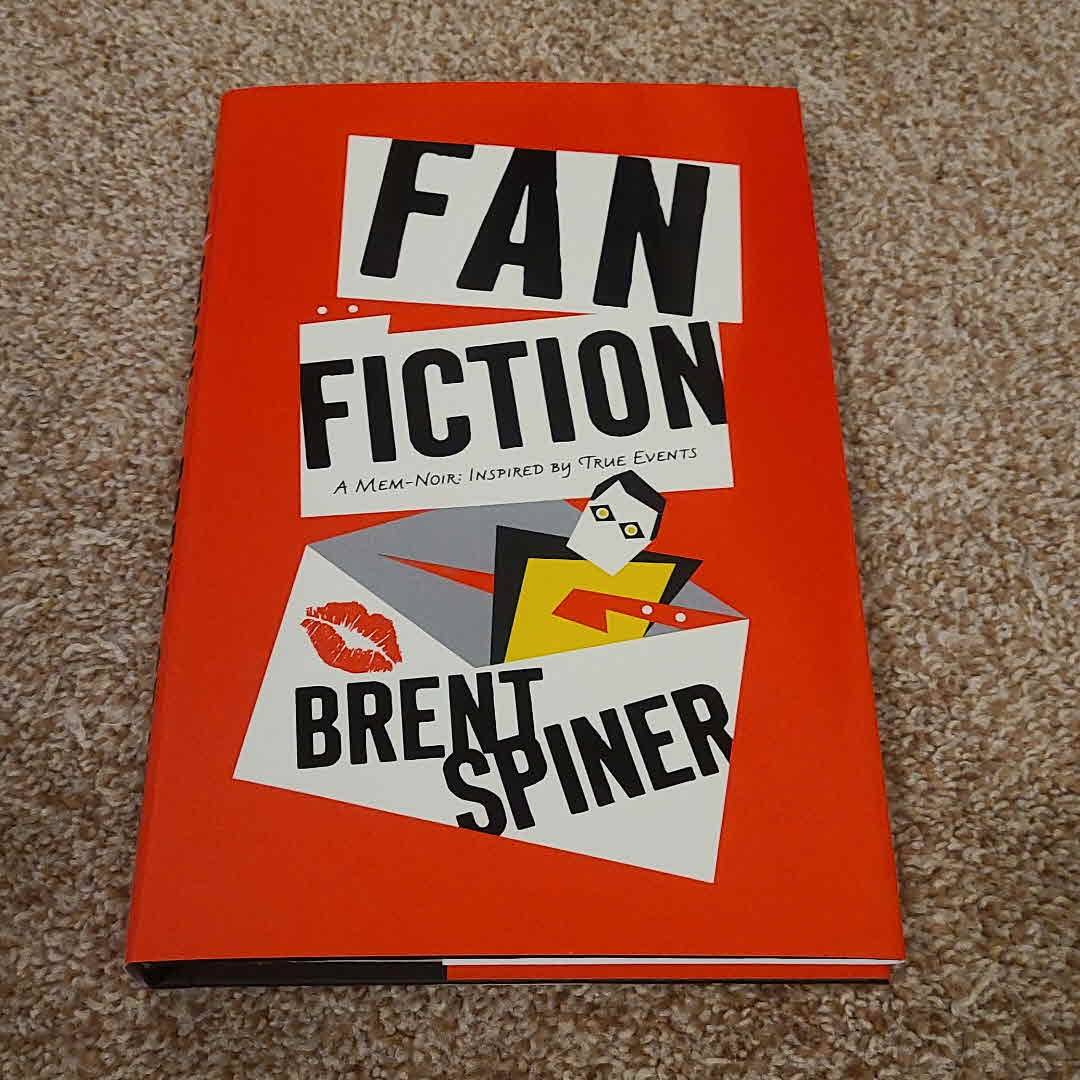 FAN
FICTION
A MEM-NOIR: INSPIRED BY TRUE EVENTS
BRENT
SPINER